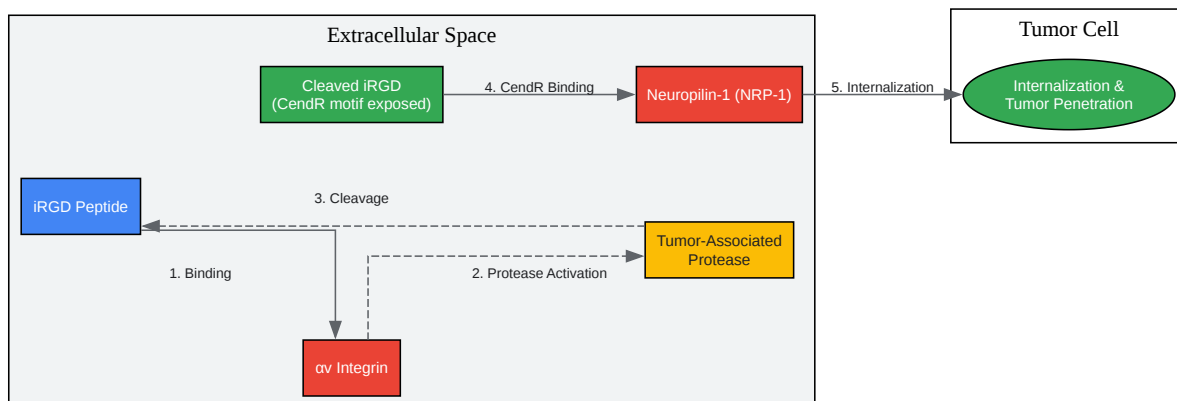 Extracellular Space
Tumor Cell
Cleaved iRGD
(CendR motif exposed)
4. CendR Binding
Neuropilin-1 (NRP-1)
5. Internalization
Internalization &
Tumor Penetration
iRGD Peptide
3. Cleavage
Tumor-Associated
Protease
1. Binding
2. Protease Activation
αv Integrin